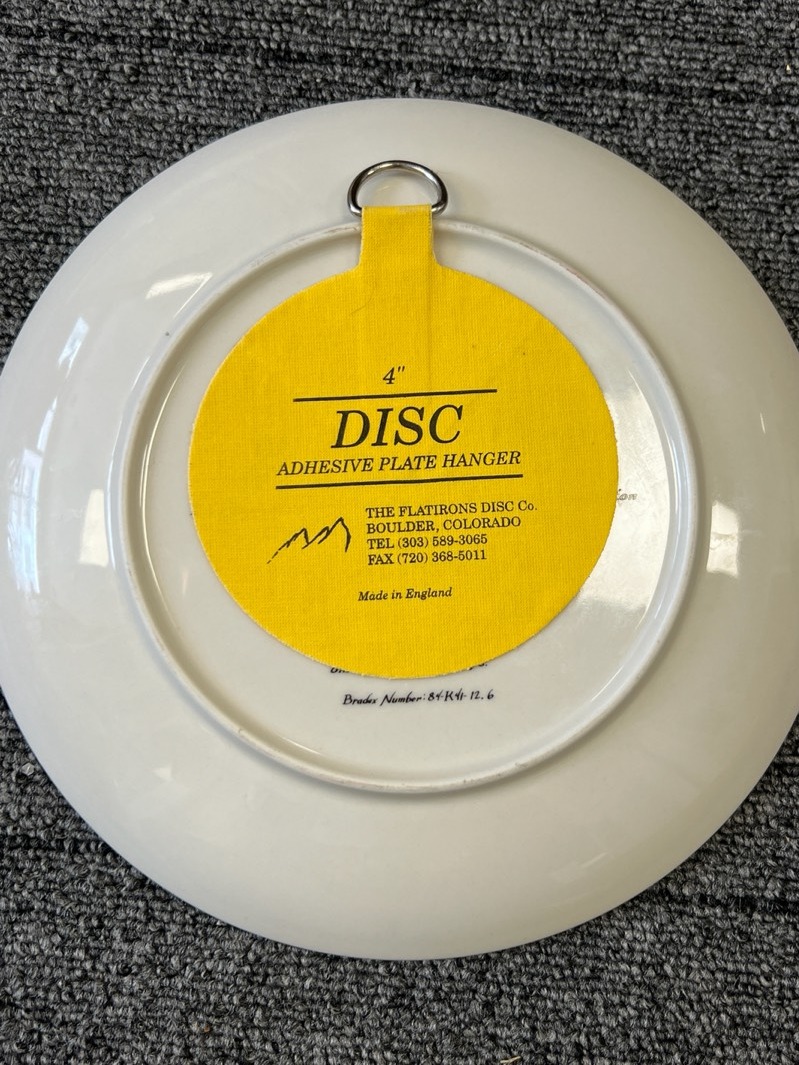 4"
DISC
ADHESIVE PLATE HANGER
THE FLATIRONS DISC Co.
BOULDER, COLORADO
TEL (303) 589-3065
FAX (720) 368-5011
Made in England
Bradex Number: 84-K41-12.6